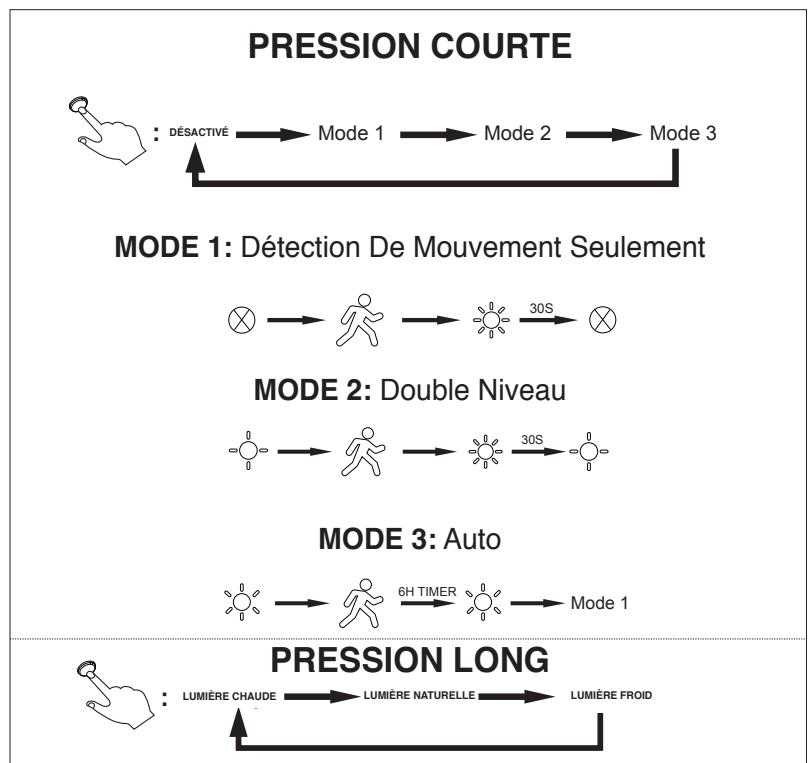 PRESSION COURTE
: DÉSACTIVÉ Mode 1 Mode 2 Mode 3
MODE 1: Détection De Mouvement Seulement
30S
MODE 2: Double Niveau
30S
MODE 3: Auto
6H TIMER Mode 1
PRESSION LONG
: LUMIÈRE CHAUDE LUMIÈRE NATURELLE LUMIÈRE FROID